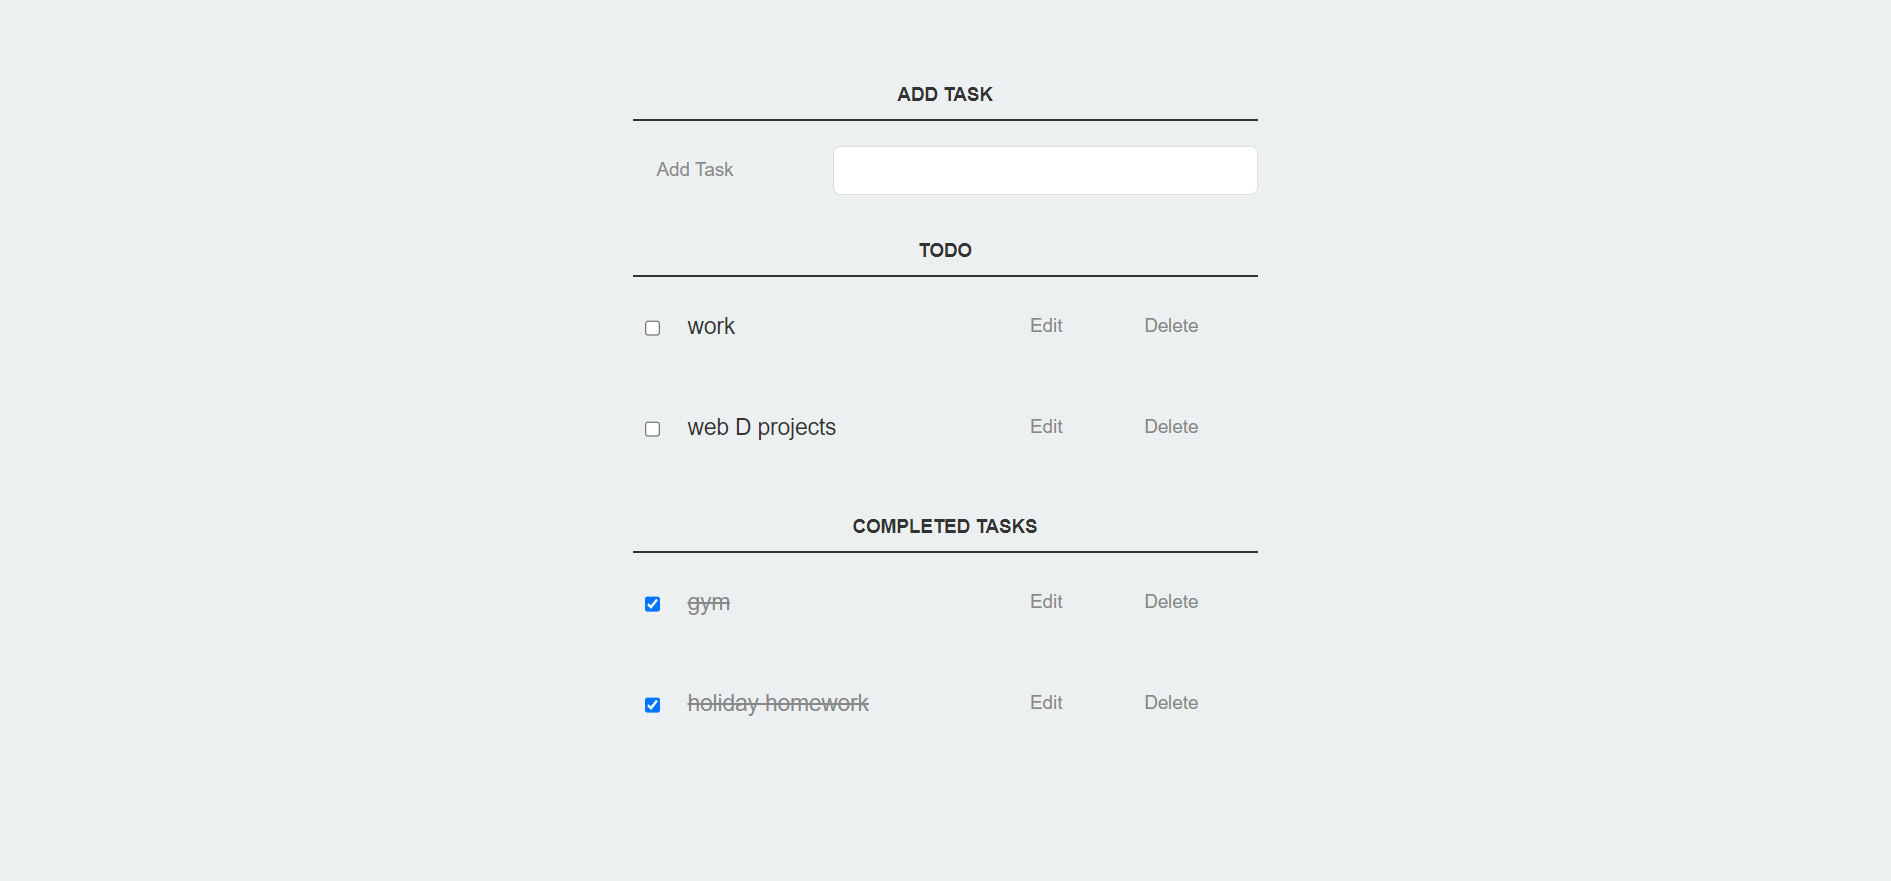 ADD TASK
Add Task
TODO
work Edit Delete
web D projects Edit Delete
COMPLETED TASKS
gym Edit Delete
holiday homework Edit Delete